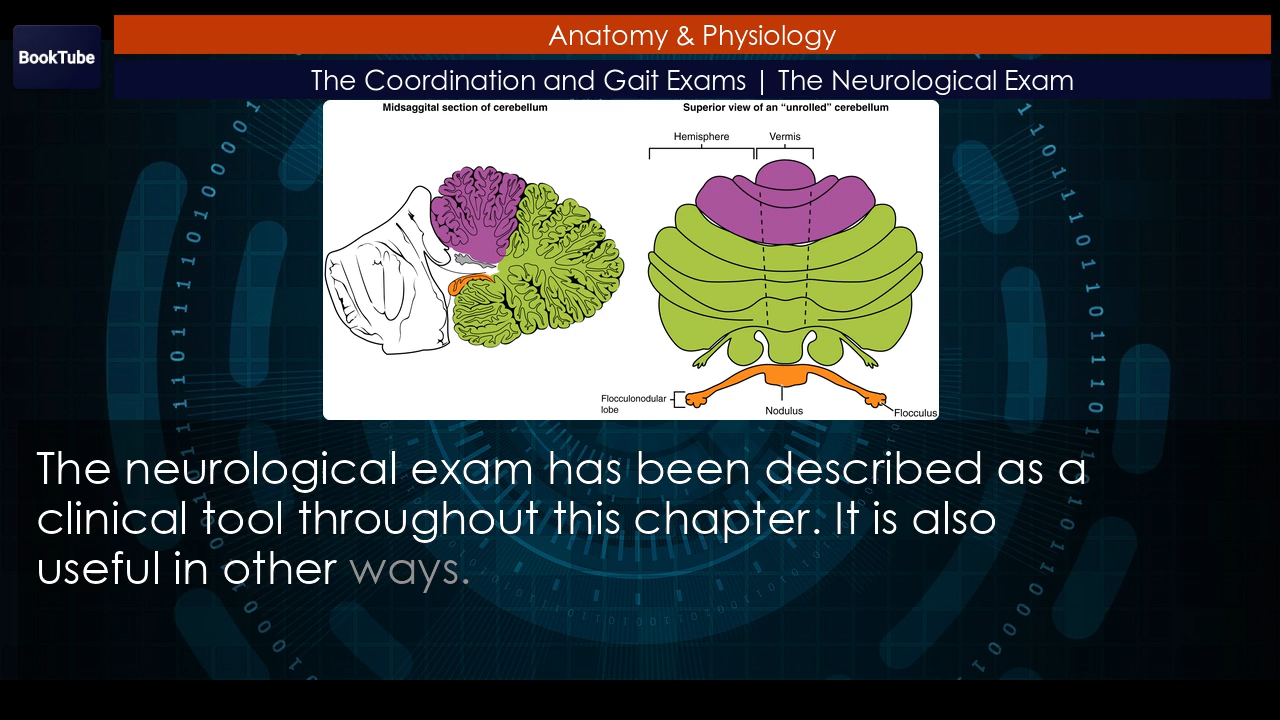 BookTube
Anatomy & Physiology
The Coordination and Gait Exams | The Neurological Exam
Midsaggital section of cerebellum
Superior view of an “unrolled” cerebellum
Hemisphere
Vermis
Flocculonodular
lobe
Nodulus
Flocculus
The neurological exam has been described as a
clinical tool throughout this chapter. It is also
useful in other ways.